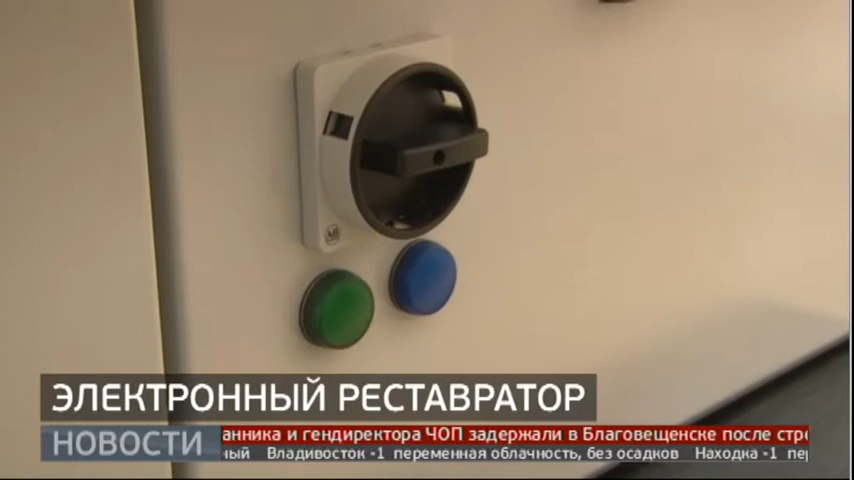 ЭЛЕКТРОННЫЙ РЕСТАВРАТОР
НОВОСТИ
анника и гендиректора ЧОП задержали в Благовещенске после стре
ный Владивосток -1 переменная облачность, без осадков Находка -1 пер